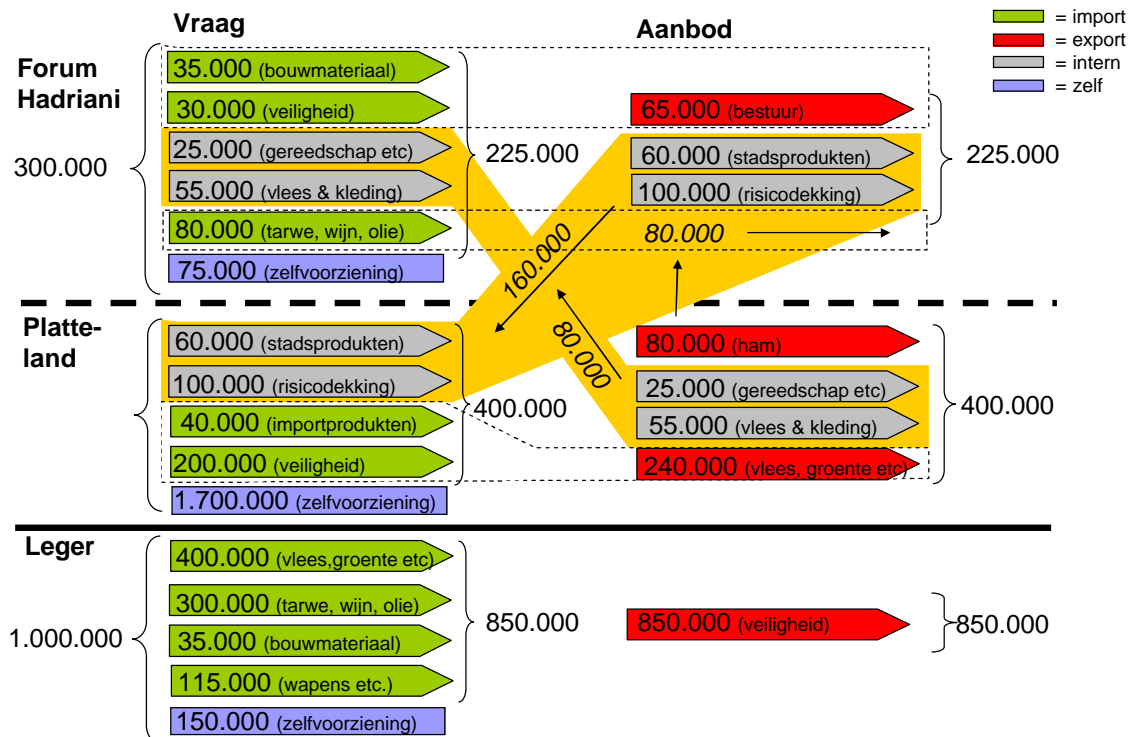 Vraag
Aanbod
= import
= export
= intern
= zelf
Forum
Hadriani
300.000
35.000 (bouwmateriaal)
30.000 (veiligheid)
25.000 (gereedschap etc)
55.000 (vlees & kleding)
80.000 (tarwe, wijn, olie)
75.000 (zelfvoorziening)
225.000
65.000 (bestuur)
60.000 (stadsprodukten)
100.000 (risicodekking)
80.000
225.000
160.000
80.000
Platte-
land
60.000 (stadsprodukten)
100.000 (risicodekking)
40.000 (importprodukten)
200.000 (veiligheid)
1.700.000 (zelfvoorziening)
400.000
80.000 (ham)
25.000 (gereedschap etc)
55.000 (vlees & kleding)
240.000 (vlees, groente etc)
400.000
Leger
1.000.000
400.000 (vlees,groente etc)
300.000 (tarwe, wijn, olie)
35.000 (bouwmateriaal)
115.000 (wapens etc.)
150.000 (zelfvoorziening)
850.000
850.000 (veiligheid)
850.000